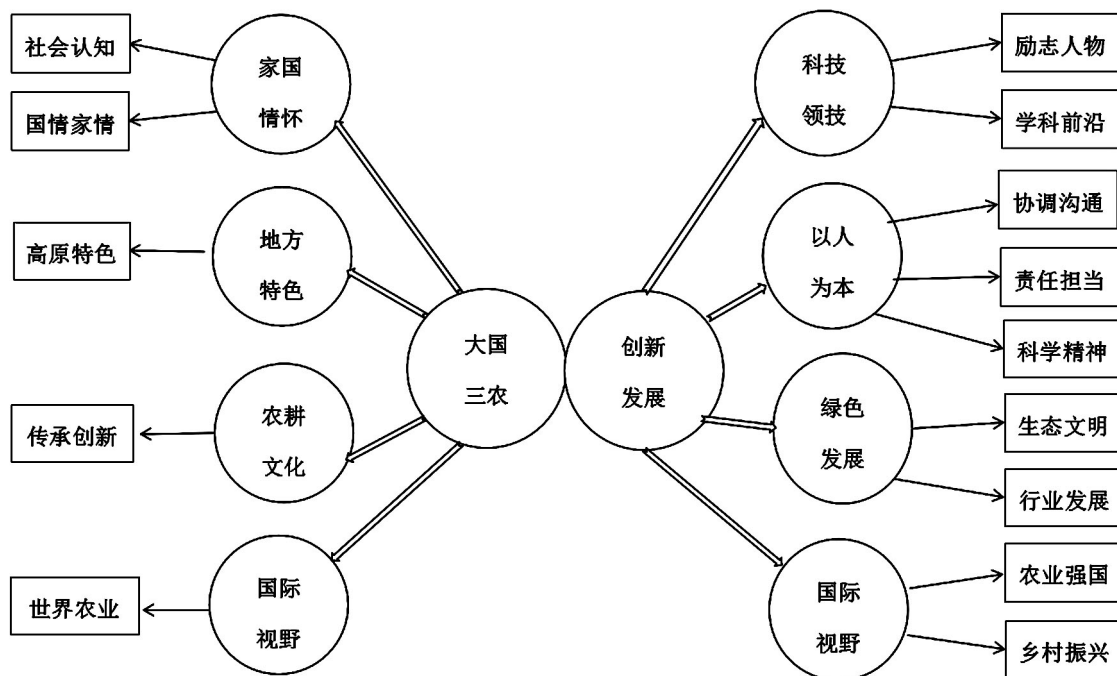 社会认知
国情家情
家国
情怀
高原特色
地方
特色
传承创新
农耕
文化
世界农业
国际
视野
大国
三农
创新
发展
科技
领技
励志人物
学科前沿
以人
为本
协调沟通
责任担当
科学精神
绿色
发展
生态文明
行业发展
国际
视野
农业强国
乡村振兴